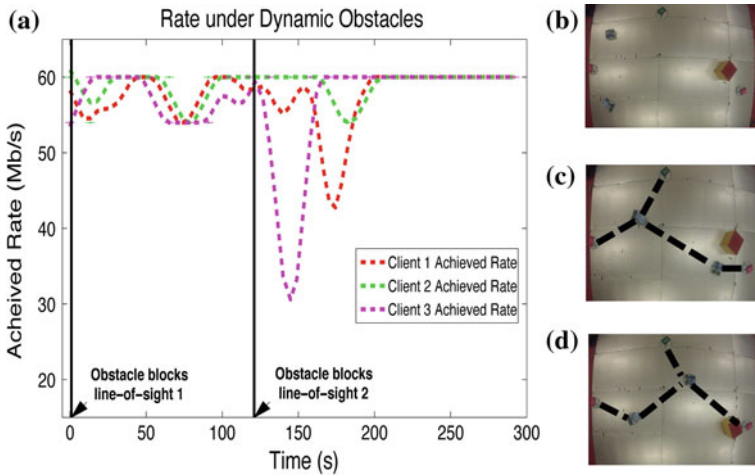 (a)
Rate under Dynamic Obstacles
Acheived Rate (Mb/s)
60
50
40
30
20
Client 1 Achieved Rate
Client 2 Achieved Rate
Client 3 Achieved Rate
Obstacle blocks
line-of-sight 1
Obstacle blocks
line-of-sight 2
0 50 100 150 200 250 300
Time (s)
(b)
(c)
(d)